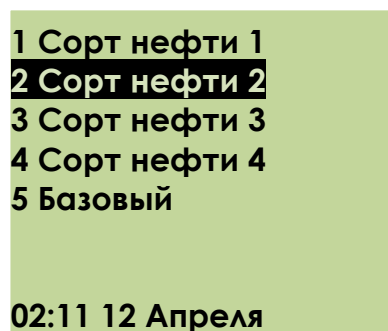 1 Сорт нефти 1
2 Сорт нефти 2
3 Сорт нефти 3
4 Сорт нефти 4
5 Базовый
02:11 12 Апреля